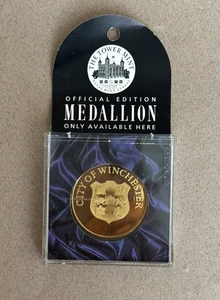 THE TOWER MINT
OFFICIAL EDITION
MEDALLION
ONLY AVAILABLE HERE
CITY OF WINCHESTER